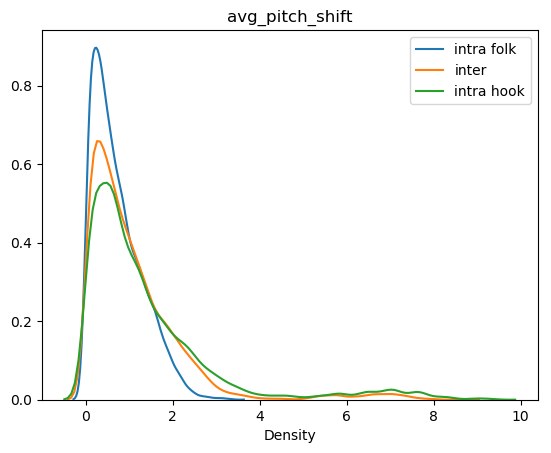 avg_pitch_shift
intra folk
inter
intra hook
0.8
0.6
0.4
0.2
0.0
0 2 4 6 8 10
Density